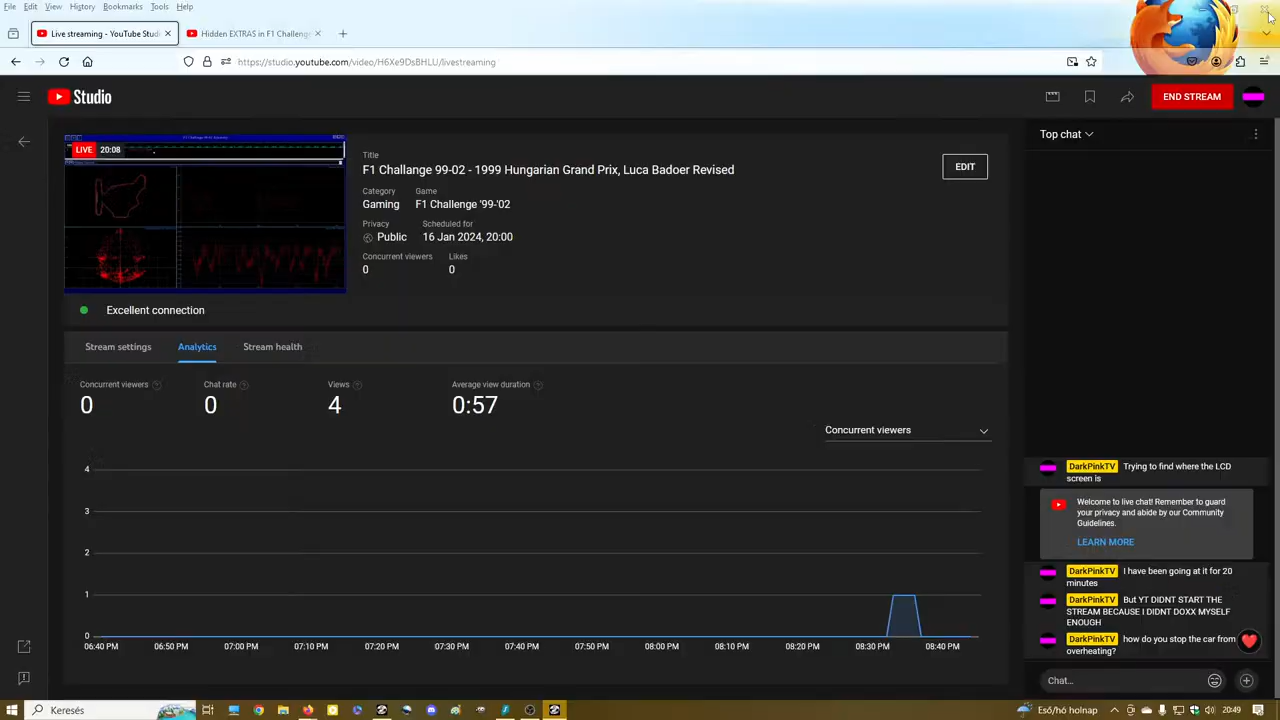 File Edit View History Bookmarks Tools Help
Live streaming - YouTube Stud
Hidden EXTRAS in F1 Challeng
https://studio.youtube.com/video/H6Xe9DsBHLU/livestreaming
Studio
END STREAM
LIVE 20:08
Title
F1 Challange 99-02 - 1999 Hungarian Grand Prix, Luca Badoer Revised
EDIT
Category Game
Gaming F1 Challenge '99-'02
Privacy Scheduled for
Public 16 Jan 2024, 20:00
Concurrent viewers Likes
0 0
Excellent connection
Stream settings Analytics Stream health
Concurrent viewers Chat rate Views Average view duration
0 0 4 0:57
Concurrent viewers
4
3
2
1
0
06:40 PM 06:50 PM 07:00 PM 07:10 PM 07:20 PM 07:30 PM 07:40 PM 07:50 PM 08:00 PM 08:10 PM 08:20 PM 08:30 PM 08:40 PM
Top chat
DarkPinkTV Trying to find where the LCD
screen is
Welcome to live chat! Remember to guard
your privacy and abide by our Community
Guidelines.
LEARN MORE
DarkPinkTV I have been going at it for 20
minutes
DarkPinkTV But YT DIDNT START THE
STREAM BECAUSE I DIDNT DOXX MYSELF
ENOUGH
DarkPinkTV how do you stop the car from
overheating?
Chat...
Keresés
Eső/hó holnap
20:49